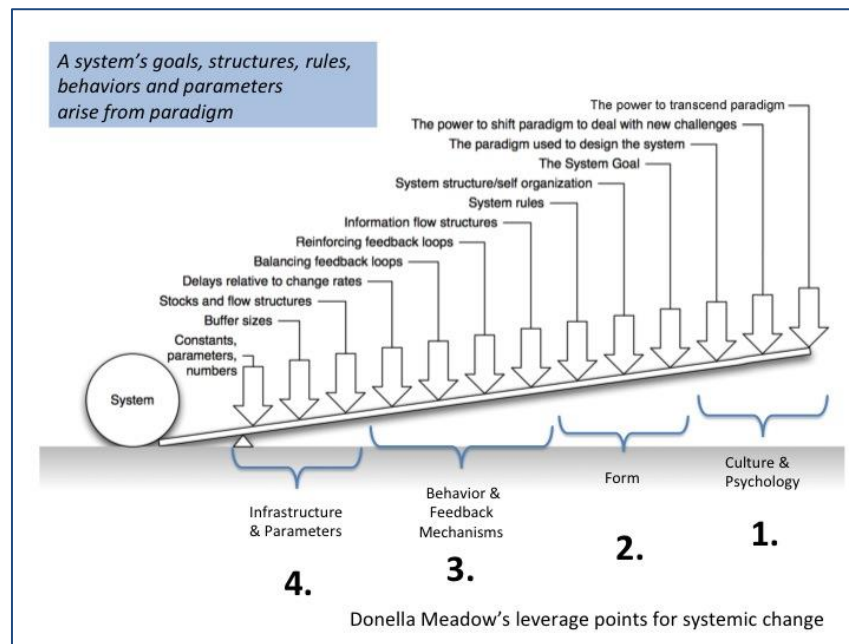 A system's goals, structures, rules,
behaviors and parameters
arise from paradigm
The power to transcend paradigm
The power to shift paradigm to deal with new challenges
The paradigm used to design the system
The System Goal
System structure/self organization
System rules
Information flow structures
Reinforcing feedback loops
Balancing feedback loops
Delays relative to change rates
Stocks and flow structures
Buffer sizes
Constants,
parameters,
numbers
System
Infrastructure
& Parameters
4.
Behavior &
Feedback
Mechanisms
3.
Form
2.
Culture &
Psychology
1.
Donella Meadow's leverage points for systemic change